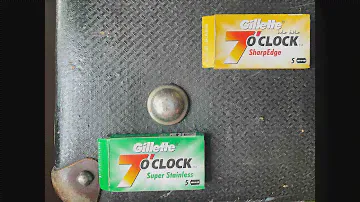 Gillette
7 O'CLOCK
SharpEdge
5
Gillette
7 O'CLOCK
Super Stainless
5